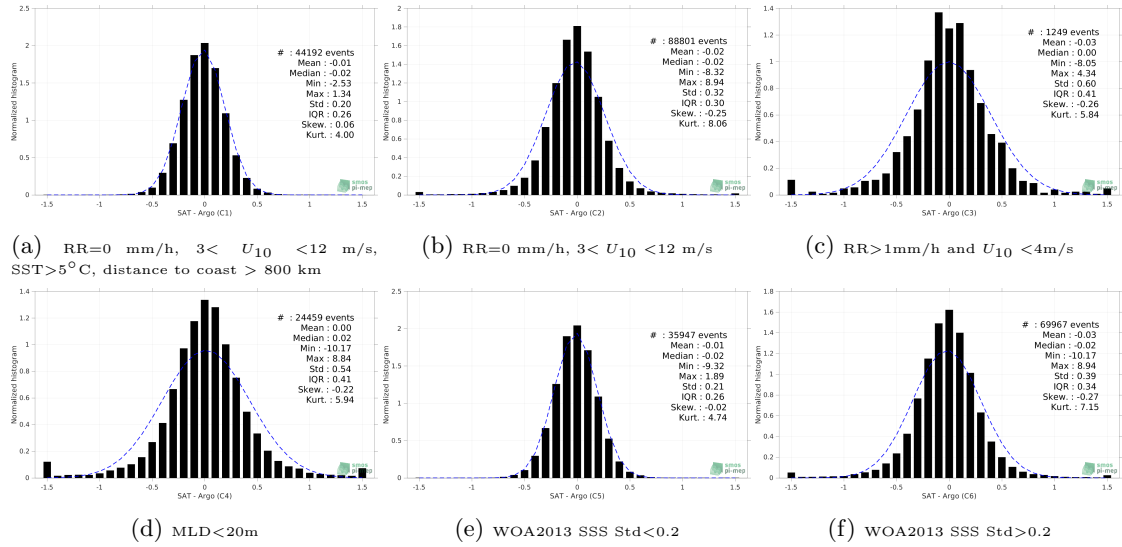 # : 44192 events
Mean : -0.01
Median : -0.02
Min : -2.53
Max : 1.34
Std : 0.20
IQR : 0.26
Skew. : 0.06
Kurt. : 4.00
Normalized histogram
2.5
2
1.5
1
0.5
0
-1.5 -1 -0.5 0 0.5 1 1.5
SAT - Argo (C1)
smos
pi-mep
(a) RR=0 mm/h, 3< U10 <12 m/s,
SST>5°C, distance to coast > 800 km
# : 88801 events
Mean : -0.02
Median : -0.02
Min : -8.32
Max : 8.94
Std : 0.32
IQR : 0.30
Skew. : -0.25
Kurt. : 8.06
Normalized histogram
2
1.8
1.6
1.4
1.2
1
0.8
0.6
0.4
0.2
0
-1.5 -1 -0.5 0 0.5 1 1.5
SAT - Argo (C2)
smos
pi-mep
(b) RR=0 mm/h, 3< U10 <12 m/s
# : 1249 events
Mean : -0.03
Median : 0.00
Min : -8.05
Max : 4.34
Std : 0.60
IQR : 0.41
Skew. : -0.26
Kurt. : 5.84
Normalized histogram
1.4
1.2
1
0.8
0.6
0.4
0.2
0
-1.5 -1 -0.5 0 0.5 1 1.5
SAT - Argo (C3)
smos
pi-mep
(c) RR>1mm/h and U10 <4m/s
# : 24459 events
Mean : 0.00
Median : 0.02
Min : -10.17
Max : 8.84
Std : 0.54
IQR : 0.41
Skew. : -0.22
Kurt. : 5.94
Normalized histogram
1.4
1.2
1
0.8
0.6
0.4
0.2
0
-1.5 -1 -0.5 0 0.5 1 1.5
SAT - Argo (C4)
smos
pi-mep
(d) MLD<20m
# : 35947 events
Mean : -0.01
Median : -0.02
Min : -9.32
Max : 1.89
Std : 0.21
IQR : 0.26
Skew. : -0.02
Kurt. : 4.74
Normalized histogram
2.5
2
1.5
1
0.5
0
-1.5 -1 -0.5 0 0.5 1 1.5
SAT - Argo (C5)
smos
pi-mep
(e) WOA2013 SSS Std<0.2
# : 69967 events
Mean : -0.03
Median : -0.02
Min : -10.17
Max : 8.94
Std : 0.39
IQR : 0.34
Skew. : -0.27
Kurt. : 7.15
Normalized histogram
1.8
1.6
1.4
1.2
1
0.8
0.6
0.4
0.2
0
-1.5 -1 -0.5 0 0.5 1 1.5
SAT - Argo (C6)
smos
pi-mep
(f) WOA2013 SSS Std>0.2